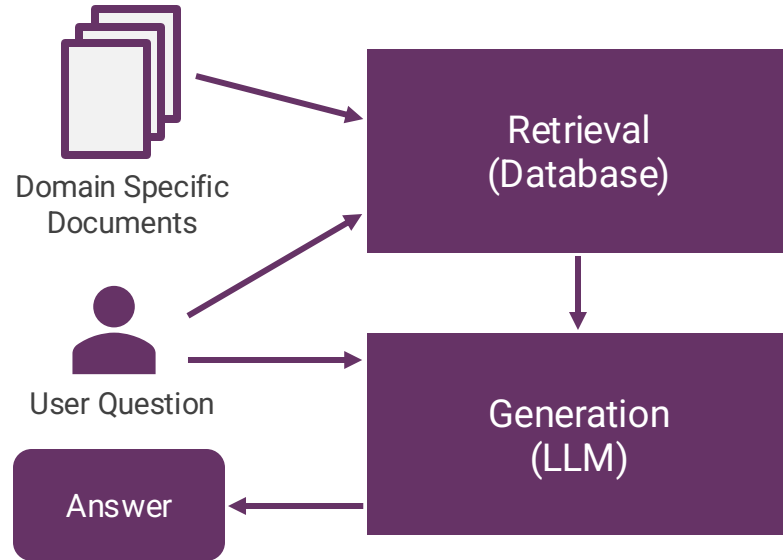 Retrieval
(Database)
Domain Specific
Documents
User Question
Generation
(LLM)
Answer